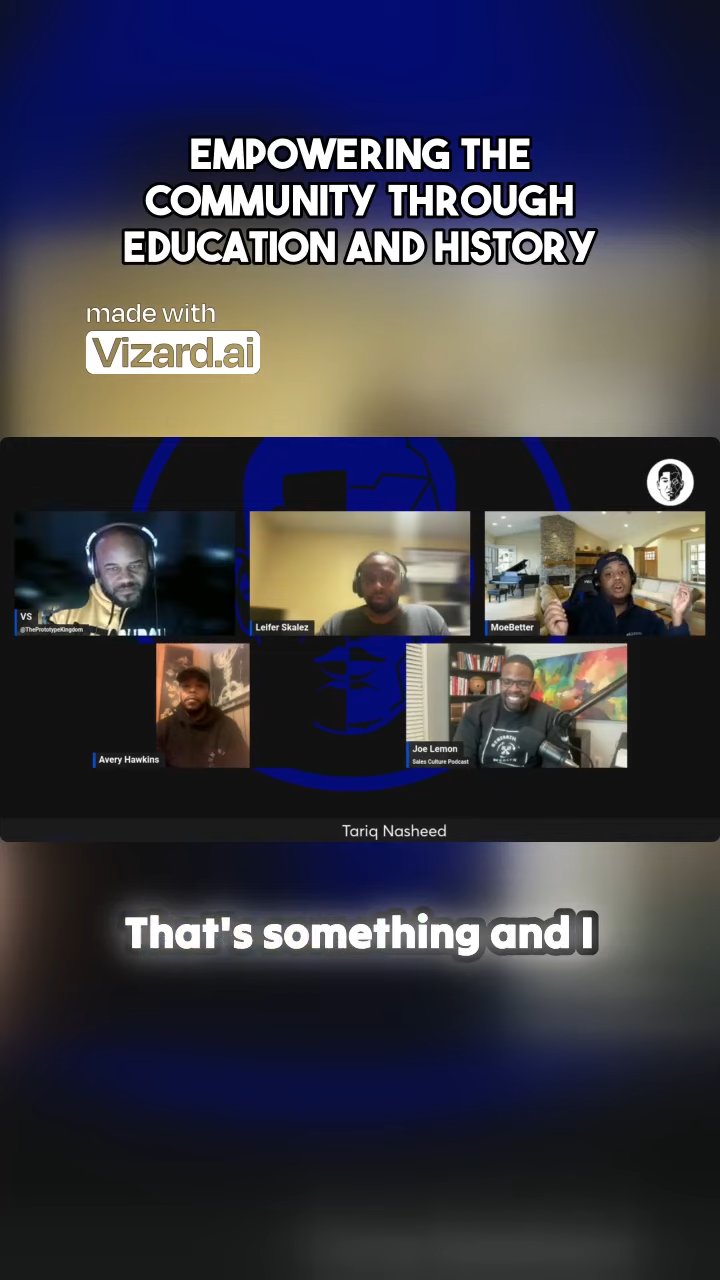 EMPOWERING THE
COMMUNITY THROUGH
EDUCATION AND HISTORY
made with
Vizard.ai
VS
@ThePrototypeKingdom
Leifer Skalez
MoeBetter
Avery Hawkins
Joe Lemon
Sales Culture Podcast
Tariq Nasheed
That's something and I